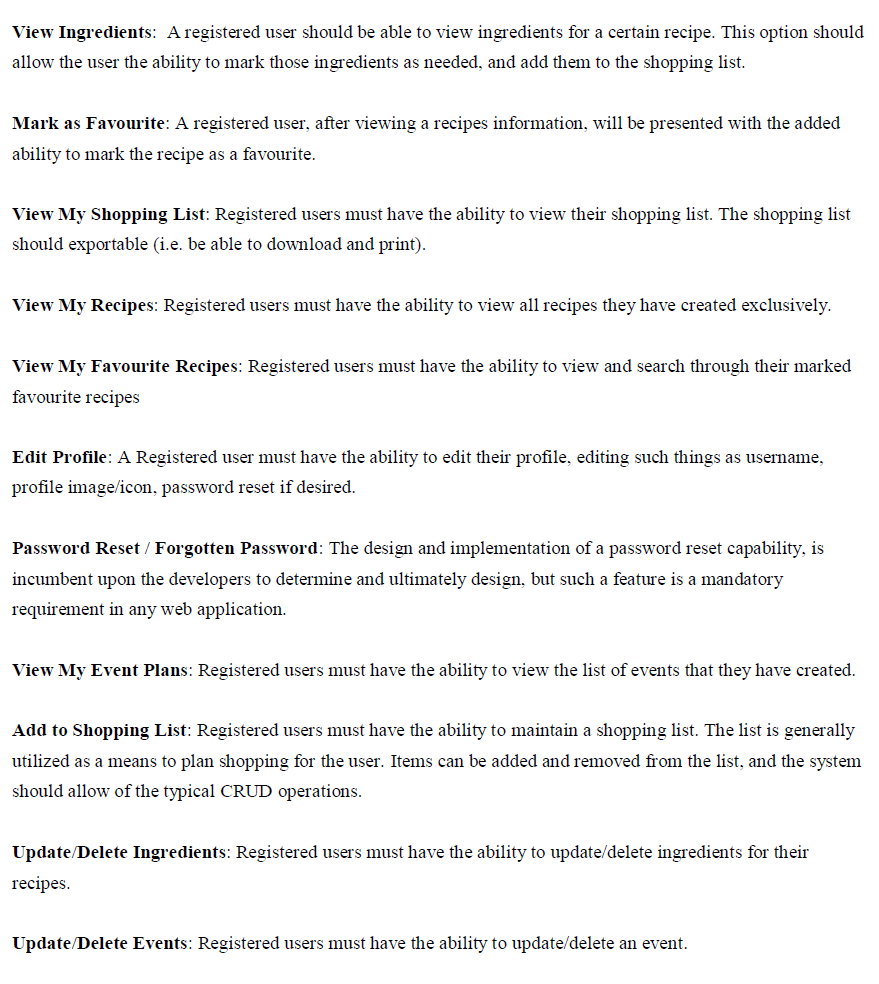 View Ingredients:  A registered user should be able to view ingredients for a certain recipe. This option should
allow the user the ability to mark those ingredients as needed, and add them to the shopping list.
Mark as Favourite: A registered user, after viewing a recipes information, will be presented with the added
ability to mark the recipe as a favourite.
View My Shopping List: Registered users must have the ability to view their shopping list. The shopping list
should exportable (i.e. be able to download and print).
View My Recipes: Registered users must have the ability to view all recipes they have created exclusively.
View My Favourite Recipes: Registered users must have the ability to view and search through their marked
favourite recipes
Edit Profile: A Registered user must have the ability to edit their profile, editing such things as username,
profile image/icon, password reset if desired.
Password Reset / Forgotten Password: The design and implementation of a password reset capability, is
incumbent upon the developers to determine and ultimately design, but such a feature is a mandatory
requirement in any web application.
View My Event Plans: Registered users must have the ability to view the list of events that they have created.
Add to Shopping List: Registered users must have the ability to maintain a shopping list. The list is generally
utilized as a means to plan shopping for the user. Items can be added and removed from the list, and the system
should allow of the typical CRUD operations.
Update/Delete Ingredients: Registered users must have the ability to update/delete ingredients for their
recipes.
Update/Delete Events: Registered users must have the ability to update/delete an event.